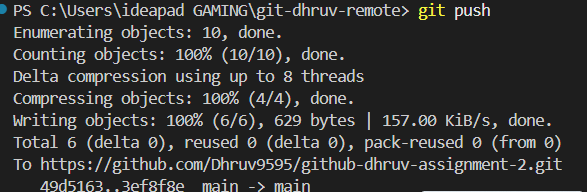 PS C:\Users\ideapad GAMING\git-dhruv-remote> git push
Enumerating objects: 10, done.
Counting objects: 100% (10/10), done.
Delta compression using up to 8 threads
Compressing objects: 100% (4/4), done.
Writing objects: 100% (6/6), 629 bytes | 157.00 KiB/s, done.
Total 6 (delta 0), reused 0 (delta 0), pack-reused 0 (from 0)
To https://github.com/Dhruv9595/github-dhruv-assignment-2.git
49d5163..3ef8f8e  main -> main